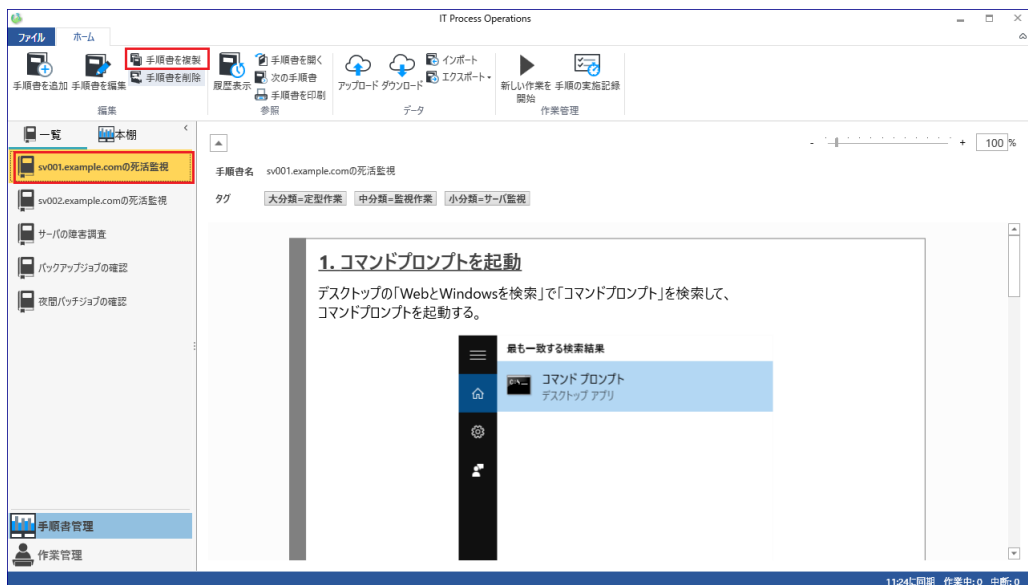 IT Process Operations
ファイル ホーム
手順書を追加 手順書を編集 手順書を複製 手順書を削除
編集
履歴表示 手順書を開く 次の手順書 手順書を印刷
参照
アップロード ダウンロード インポート エクスポート
データ
新しい作業を開始 手順の実施記録
作業管理
一覧 本棚
sv001.example.comの死活監視
sv002.example.comの死活監視
サーバの障害調査
バックアップジョブの確認
夜間バッチジョブの確認
手順書管理
作業管理
- + 100 %
手順書名 sv001.example.comの死活監視
タグ 大分類=定型作業 中分類=監視作業 小分類=サーバ監視
1. コマンドプロンプトを起動
デスクトップの「WebとWindowsを検索」で「コマンドプロンプト」を検索して、
コマンドプロンプトを起動する。
最も一致する検索結果
コマンド プロンプト
デスクトップ アプリ
11:24に同期 作業中: 0 中断: 0